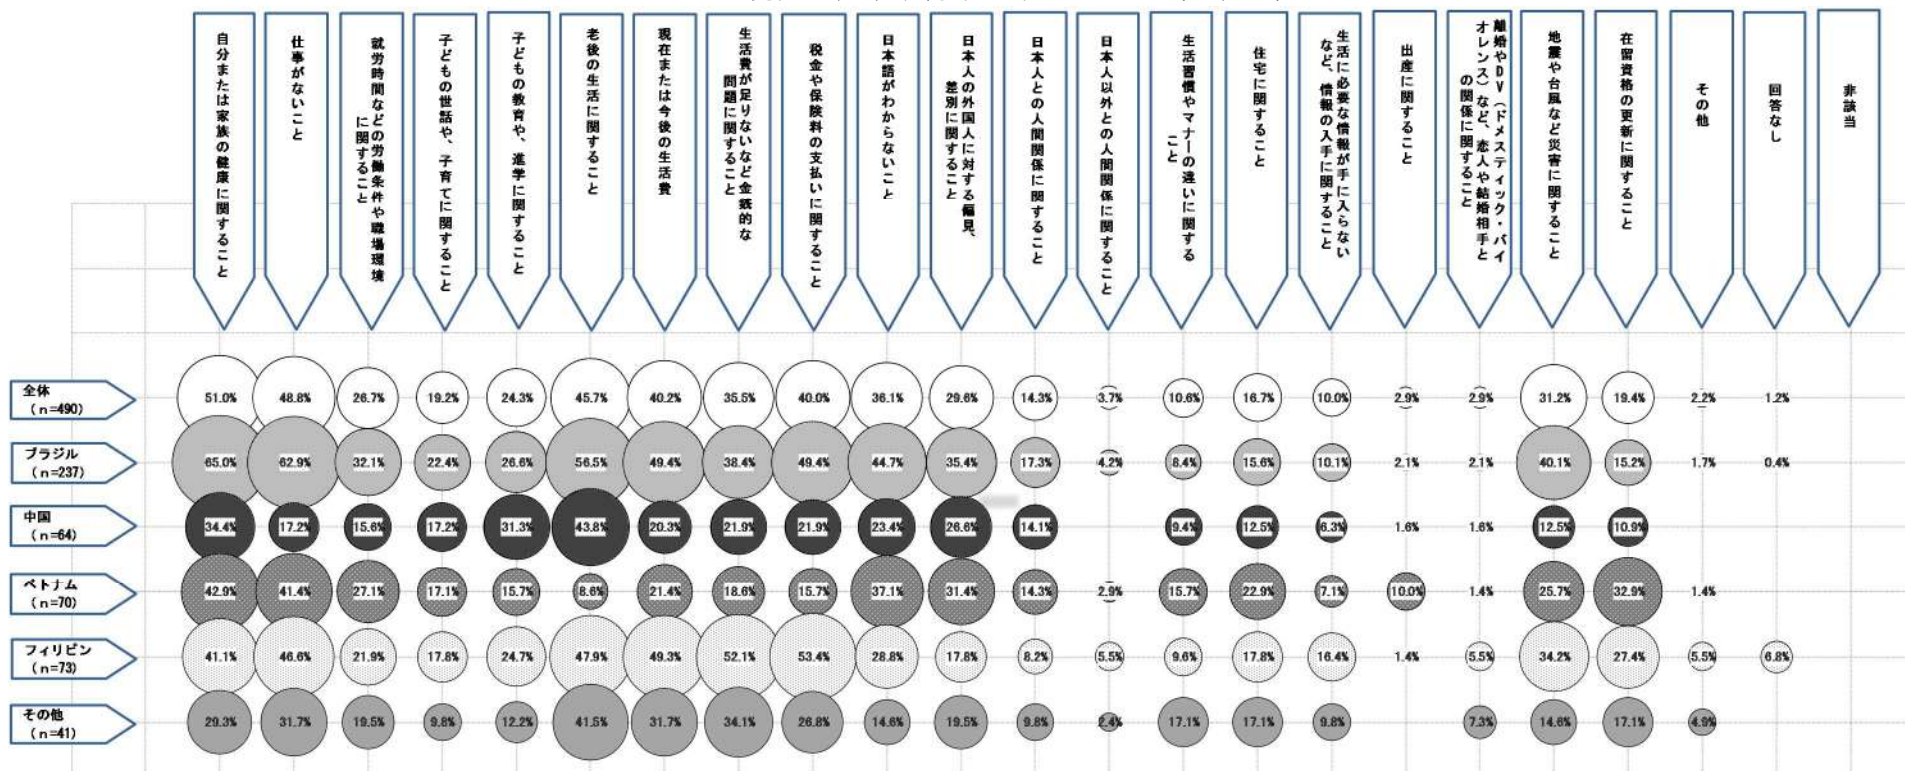 自分または家族の健康に関すること
仕事がないこと
就労時間などの労働条件や職場環境
に関すること
子どもの世話や、子育てに関すること
子どもの教育や、進学に関すること
老後の生活に関すること
現在または今後の生活費
生活費が足りないなど金銭的な
問題に関すること
税金や保険料の支払いに関すること
日本語がわからないこと
日本人の外国人に対する偏見、
差別に関すること
日本人との人間関係に関すること
日本人以外との人間関係に関すること
生活習慣やマナーの違いに関する
こと
住宅に関すること
生活に必要な情報が手に入らない
など、情報の入手に関すること
出産に関すること
離婚やDV（ドメスティック・バイ
オレンス）など、恋人や結婚相手と
の関係に関すること
地震や台風など災害に関すること
在留資格の更新に関すること
その他
回答なし
非該当
全体
（n=490）
51.0% 48.8% 26.7% 19.2% 24.3% 45.7% 40.2% 35.5% 40.0% 36.1% 29.6% 14.3% 3.7% 10.6% 16.7% 10.0% 2.9% 2.9% 31.2% 19.4% 2.2% 1.2%
ブラジル
（n=237）
65.0% 62.9% 32.1% 22.4% 26.6% 56.5% 49.4% 38.4% 49.4% 44.7% 35.4% 17.3% 4.2% 8.4% 15.6% 10.1% 2.1% 2.1% 40.1% 15.2% 1.7% 0.4%
中国
（n=64）
34.4% 17.2% 15.6% 17.2% 31.3% 43.8% 20.3% 21.9% 21.9% 23.4% 26.6% 14.1% 9.4% 12.5% 6.3% 1.6% 1.6% 12.5% 10.9%
ベトナム
（n=70）
42.9% 41.4% 27.1% 17.1% 15.7% 8.6% 21.4% 18.6% 15.7% 37.1% 31.4% 14.3% 2.9% 15.7% 22.9% 7.1% 10.0% 1.4% 25.7% 32.9% 1.4%
フィリピン
（n=73）
41.1% 46.6% 21.9% 17.8% 24.7% 47.9% 49.3% 52.1% 53.4% 28.8% 17.8% 8.2% 5.5% 9.6% 17.8% 16.4% 1.4% 5.5% 34.2% 27.4% 5.5% 6.8%
その他
（n=41）
29.3% 31.7% 19.5% 9.8% 12.2% 41.5% 31.7% 34.1% 26.8% 14.6% 19.5% 9.8% 2.4% 17.1% 17.1% 9.8% 7.3% 14.6% 17.1% 4.9%